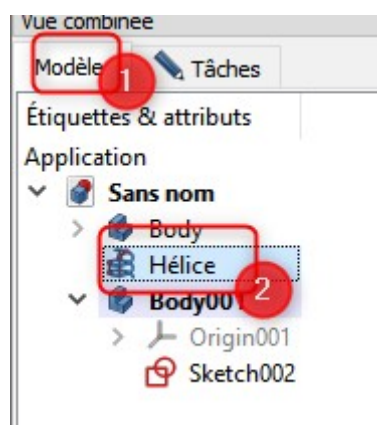 Vue combinée
Modèle 1 Tâches
Étiquettes & attributs
Application
Sans nom
Body
Hélice
2
Body001
Origin001
Sketch002